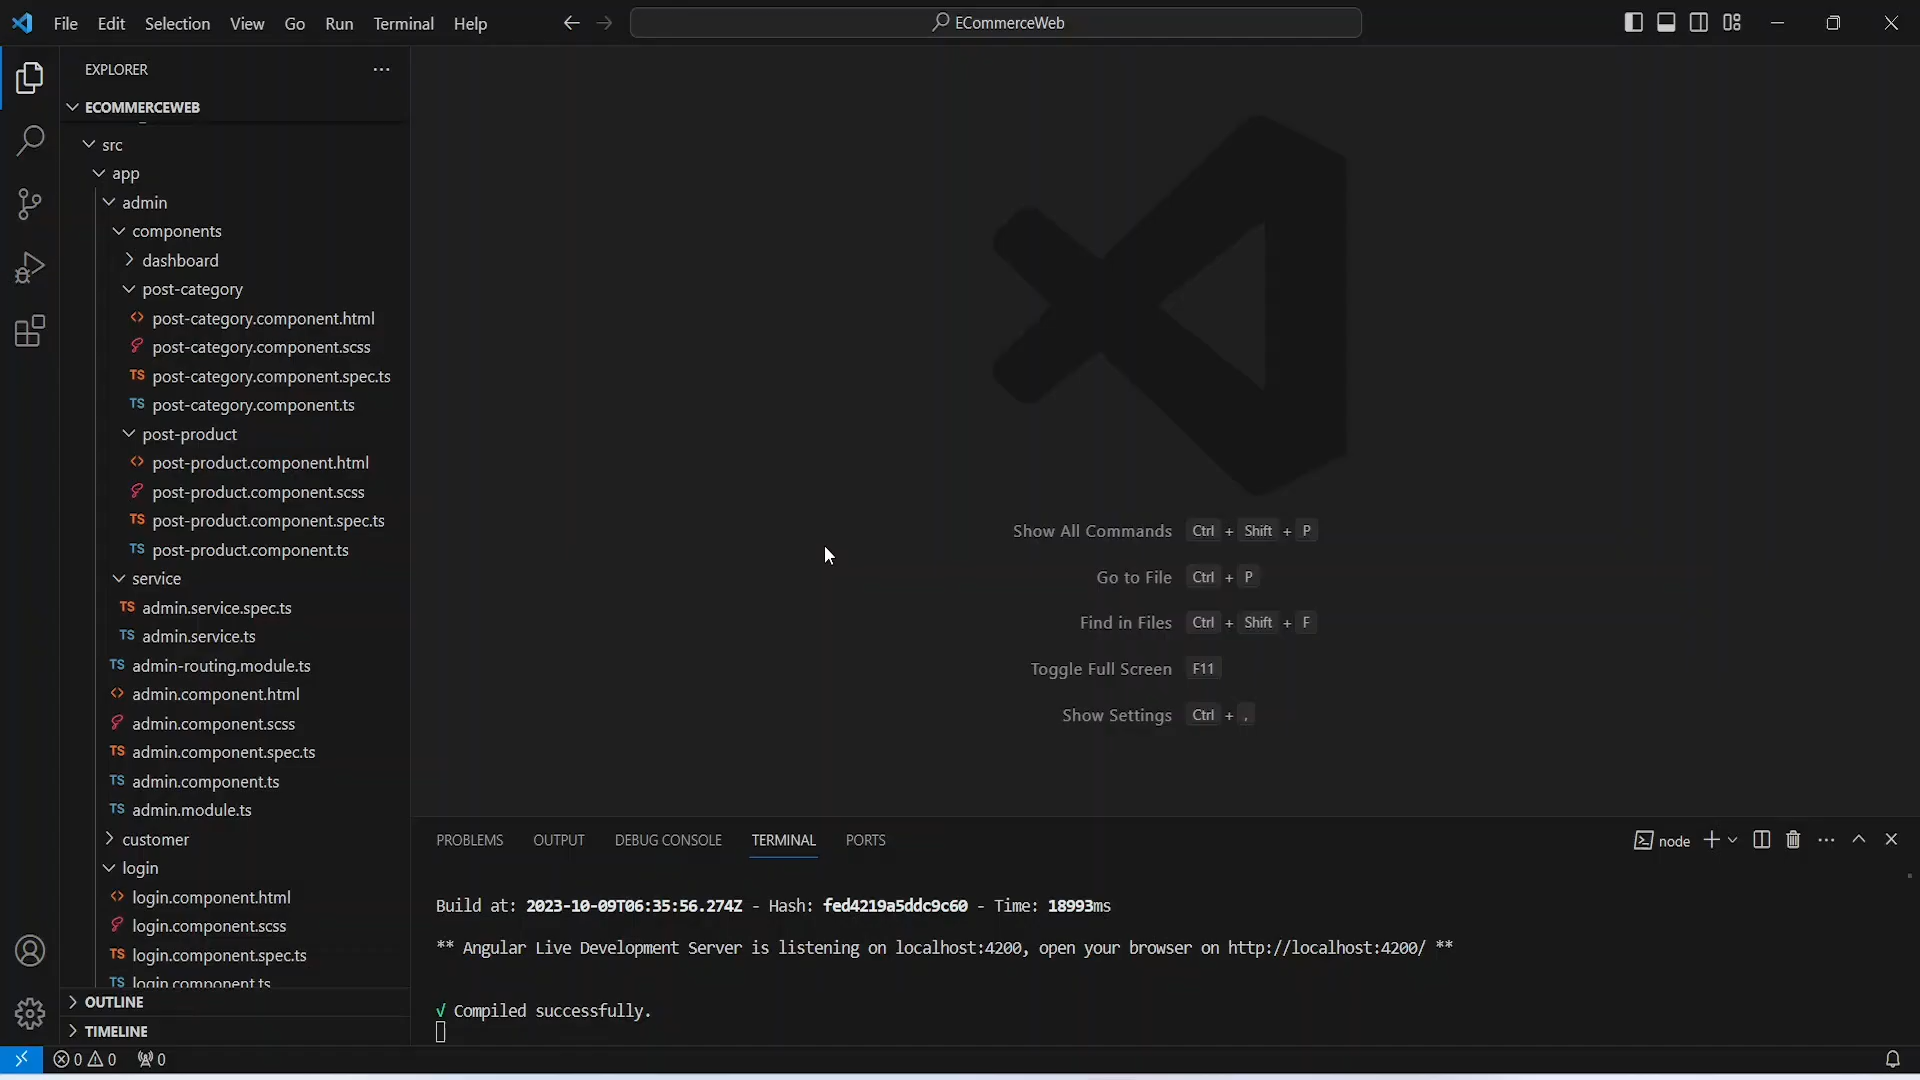 File Edit Selection View Go Run Terminal Help
ECommerceWeb
EXPLORER
ECOMMERCEWEB
src
app
admin
components
dashboard
post-category
post-category.component.html
post-category.component.scss
TS post-category.component.spec.ts
TS post-category.component.ts
post-product
post-product.component.html
post-product.component.scss
TS post-product.component.spec.ts
TS post-product.component.ts
service
TS admin.service.spec.ts
TS admin.service.ts
TS admin-routing.module.ts
admin.component.html
admin.component.scss
TS admin.component.spec.ts
TS admin.component.ts
TS admin.module.ts
customer
login
login.component.html
login.component.scss
TS login.component.spec.ts
TS login.component.ts
OUTLINE
TIMELINE
Show All Commands Ctrl + Shift + P
Go to File Ctrl + P
Find in Files Ctrl + Shift + F
Toggle Full Screen F11
Show Settings Ctrl + ,
PROBLEMS OUTPUT DEBUG CONSOLE TERMINAL PORTS
node
Build at: 2023-10-09T06:35:56.274Z - Hash: fed4219a5ddc9c60 - Time: 18993ms
** Angular Live Development Server is listening on localhost:4200, open your browser on http://localhost:4200/ **
√ Compiled successfully.
0 0 0